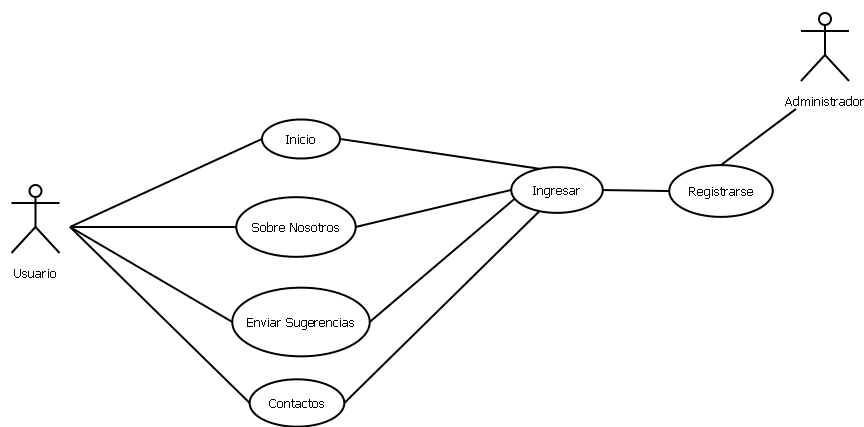 Administrador
Inicio
Ingresar
Registrarse
Sobre Nosotros
Usuario
Enviar Sugerencias
Contactos